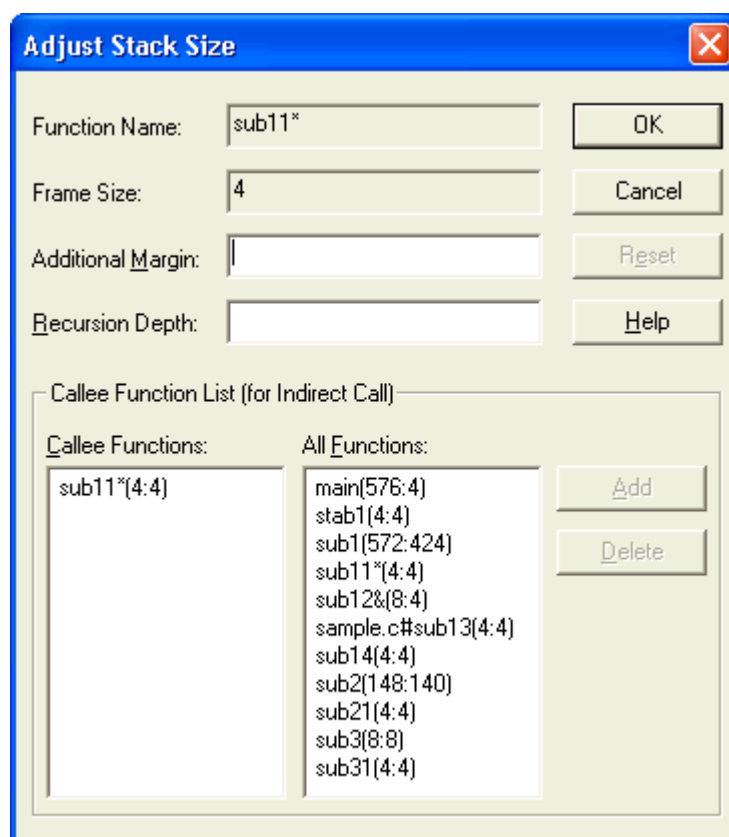 Adjust Stack Size
Function Name: sub11* OK
Frame Size: 4 Cancel
Additional Margin: Reset
Recursion Depth: Help
Callee Function List (for Indirect Call)
Callee Functions: All Functions:
sub11*(4:4) main(576:4) Add
stab1(4:4)
sub1(572:424) Delete
sub11*(4:4)
sub12&(8:4)
sample.c#sub13(4:4)
sub14(4:4)
sub2(148:140)
sub21(4:4)
sub3(8:8)
sub31(4:4)